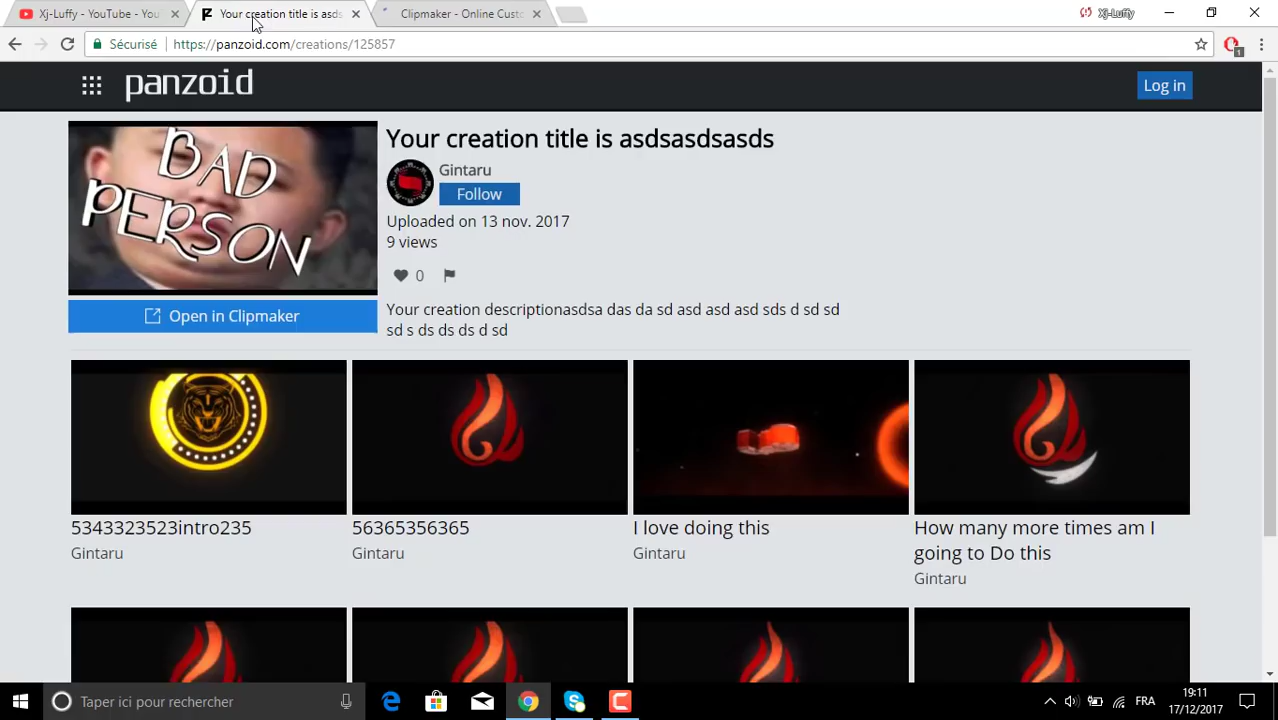 Xj-Luffy - YouTube - You
Your creation title is asds
Clipmaker - Online Custo
Xj-Luffy
Sécurisé
https://panzoid.com/creations/125857
1
panzoid
Log in
BAD
PERSON
Your creation title is asdsasdsasds
Gintaru
Follow
Uploaded on 13 nov. 2017
9 views
0
Open in Clipmaker
Your creation descriptionasdsa das da sd asd asd asd sds d sd sd
sd s ds ds ds d sd
5343323523intro235
Gintaru
56365356365
Gintaru
I love doing this
Gintaru
How many more times am I
going to Do this
Gintaru
Taper ici pour rechercher
FRA
19:11
17/12/2017